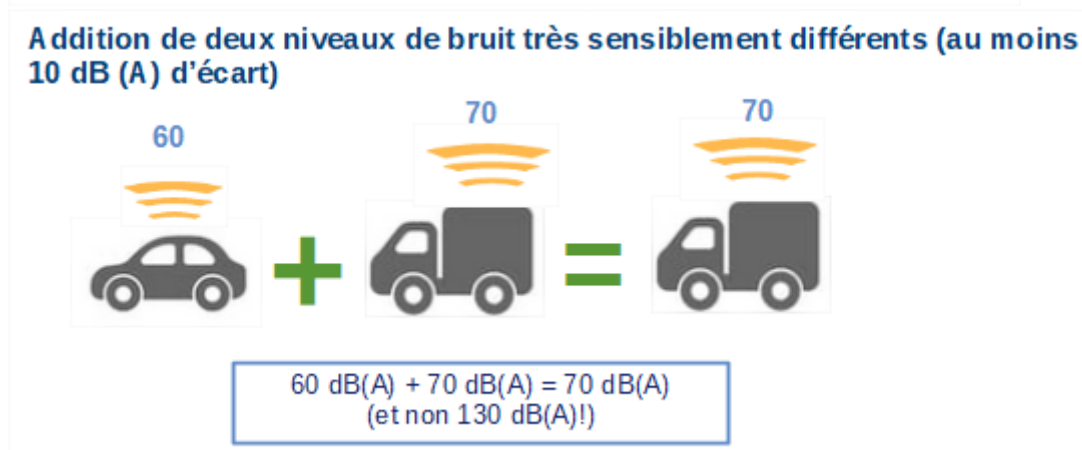 Addition de deux niveaux de bruit très sensiblement différents (au moins
10 dB (A) d'écart)
60
70
70
60 dB(A) + 70 dB(A) = 70 dB(A)
(et non 130 dB(A)!)